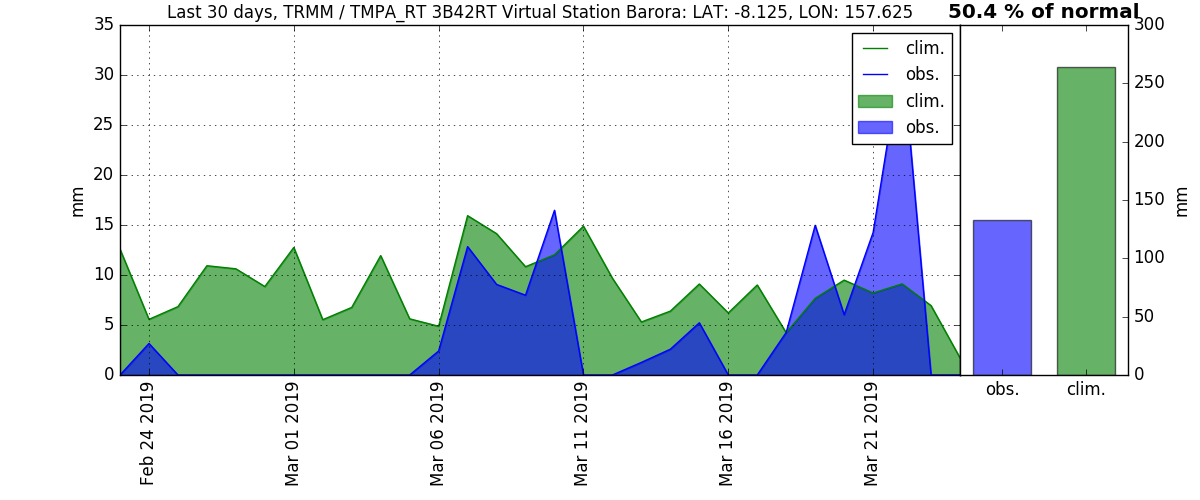 Last 30 days, TRMM / TMPA_RT 3B42RT Virtual Station Barora: LAT: -8.125, LON: 157.625
50.4 % of normal
35
30
25
20
15
10
5
0
mm
clim.
obs.
clim.
obs.
Feb 24 2019
Mar 01 2019
Mar 06 2019
Mar 11 2019
Mar 16 2019
Mar 21 2019
300
250
200
150
100
50
0
mm
obs.
clim.